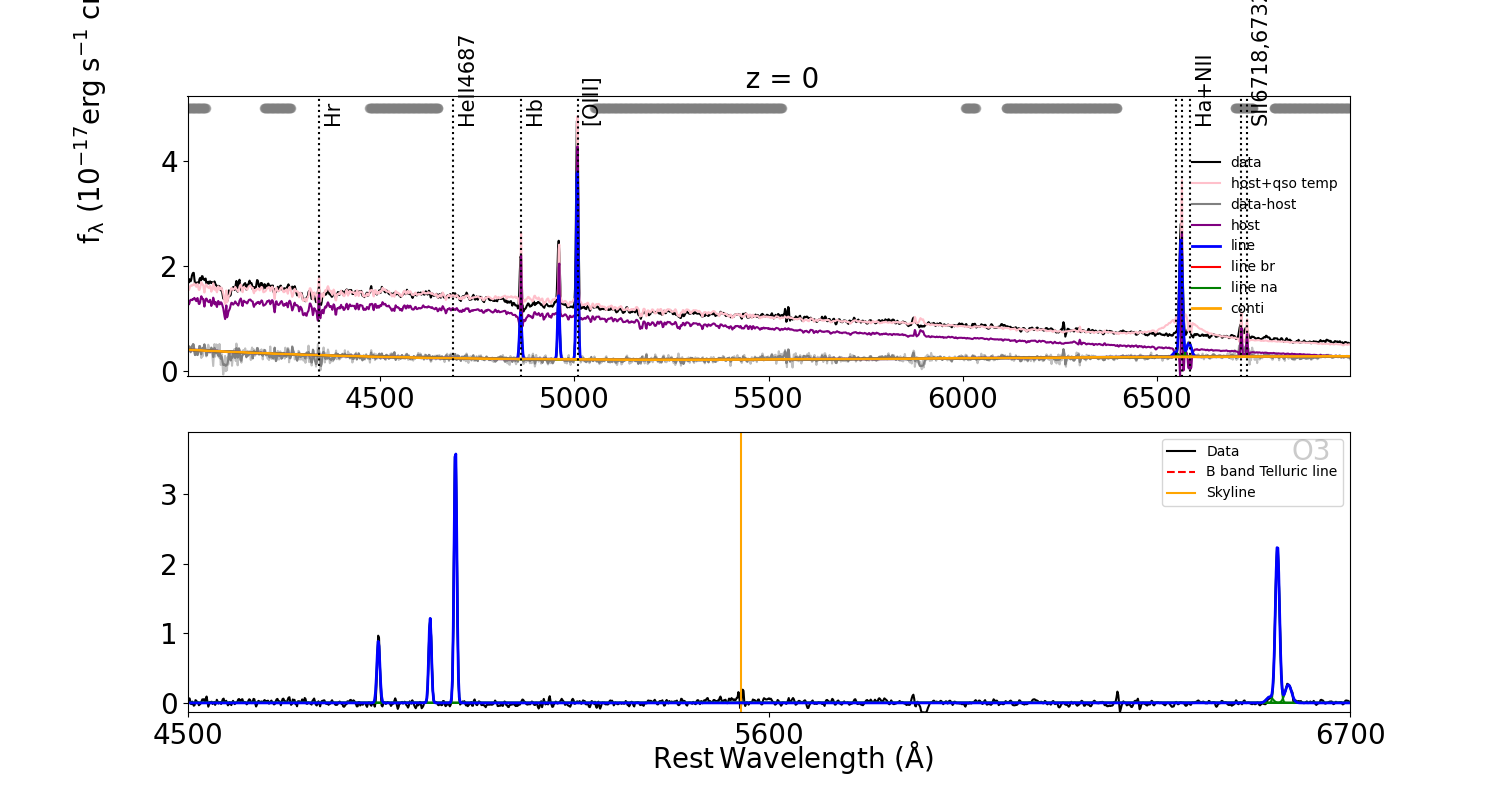 z = 0
f_λ (10^−17 erg s^−1 c
Hr
HeII4687
Hb
[OIII]
Ha+NII
SII6718,673
data
host+qso temp
data-host
host
line
line br
line na
conti
4
2
0
4500
5000
5500
6000
6500
O3
Data
B band Telluric line
Skyline
3
2
1
0
4500
5600
6700
Rest Wavelength (Å)